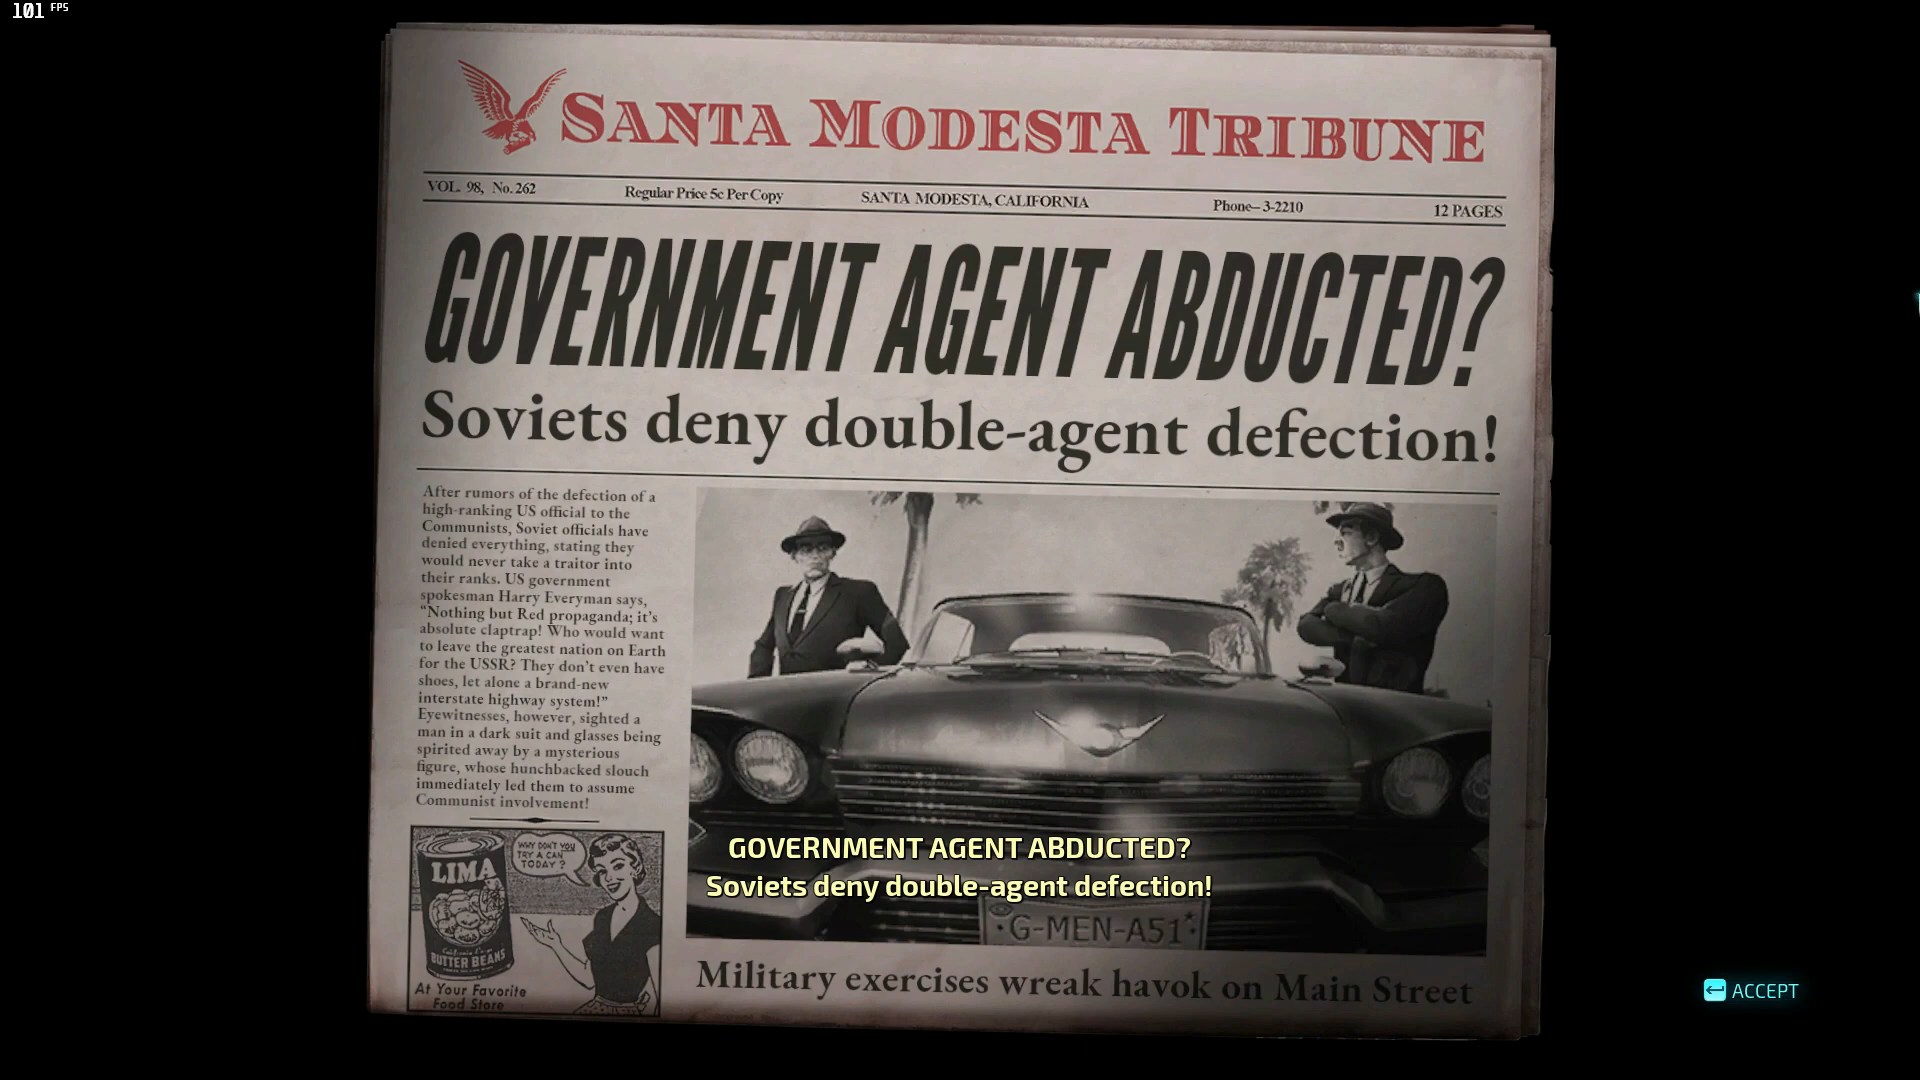 101 FPS
SANTA MODESTA TRIBUNE
VOL. 98, No. 262 Regular Price 5c Per Copy SANTA MODESTA, CALIFORNIA Phone–3-2210 12 PAGES
GOVERNMENT AGENT ABDUCTED?
Soviets deny double-agent defection!
After rumors of the defection of a
high-ranking US official to the
Communists, Soviet officials have
denied everything, stating they
would never take a traitor into
their ranks. US government
spokesman Harry Everyman says,
“Nothing but Red propaganda; it’s
absolute claptrap! Who would want
to leave the greatest nation on Earth
for the USSR? They don’t even have
shoes, let alone a brand-new
interstate highway system!”
Eyewitnesses, however, sighted a
man in a dark suit and glasses being
spirited away by a mysterious
figure, whose hunchbacked slouch
immediately led them to assume
Communist involvement!
WHY DON'T YOU
TRY A CAN
TODAY?
LIMA
BUTTER BEANS
At Your Favorite
Food Store
GOVERNMENT AGENT ABDUCTED?
Soviets deny double-agent defection!
G-MEN-A51
Military exercises wreak havok on Main Street
ACCEPT